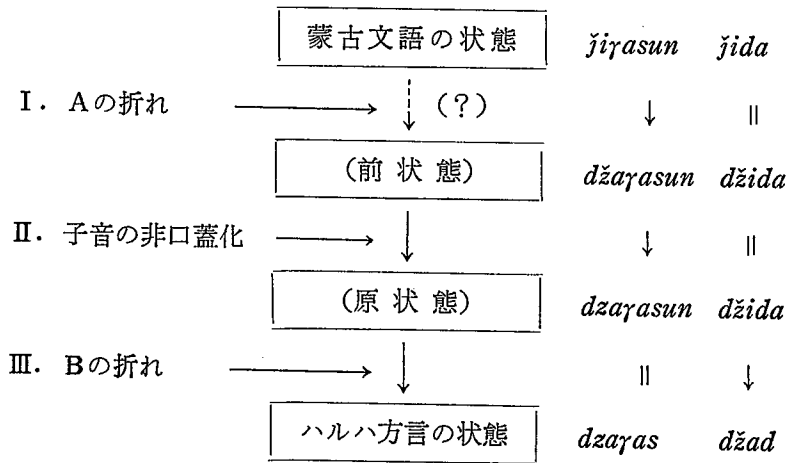 蒙古文語の状態 ǰiγasun ǰida
Ⅰ. Aの折れ (?) ↓ ॥
(前状態) džaγasun džida
Ⅱ. 子音の非口蓋化 ↓ ॥
(原状態) dzaγasun džida
Ⅲ. Bの折れ ॥ ↓
ハルハ方言の状態 dzaγas džad